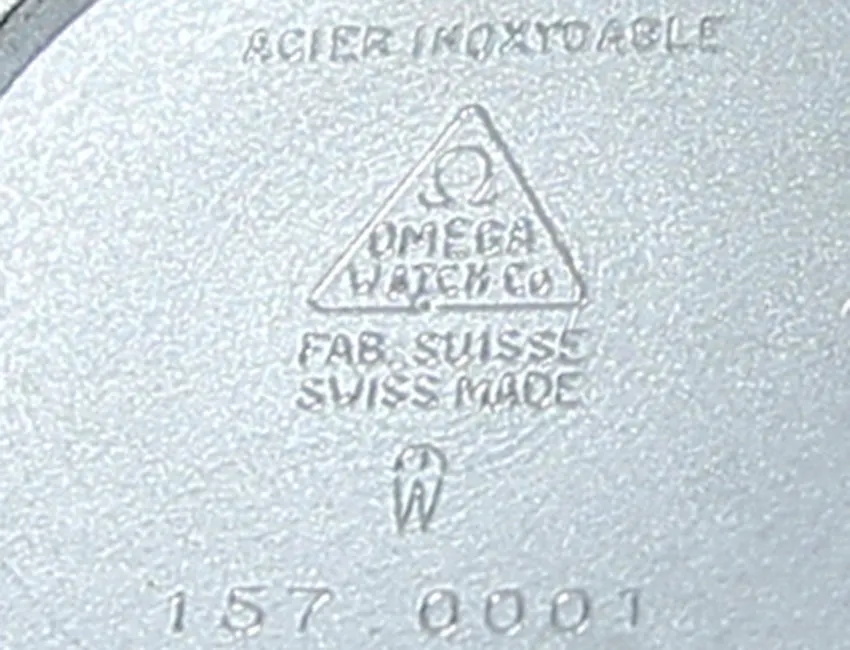 ACIER INOXYDABLE
Ω
OMEGA
WATCH Co
FAB. SUISSE
SWISS MADE
W
157.0001